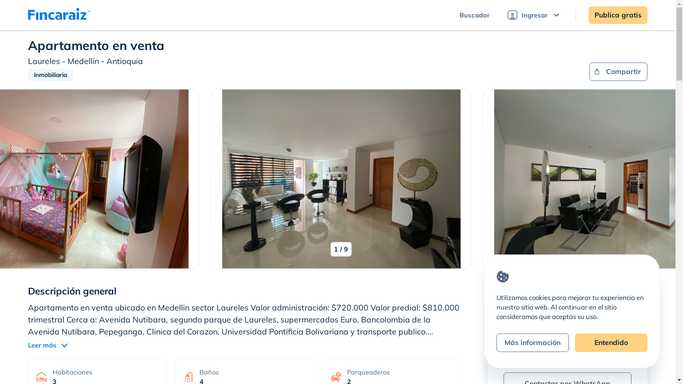 Fincaraiz
Buscador
Ingresar
Publica gratis
Apartamento en venta
Laureles - Medellín - Antioquia
Inmobiliaria
Compartir
1 / 9
Descripción general
Apartamento en venta ubicado en Medellin sector Laureles Valor administración: $720.000 Valor predial: $810.000
trimestral Cerca a: Avenida Nutibara, segundo parque de Laureles, supermercados Euro, Bancolombia de la
Avenida Nutibara, Pepeganga, Clinica del Corazon, Universidad Pontificia Bolivariana y transporte publico....
Leer más
Utilizamos cookies para mejorar tu experiencia en
nuestro sitio web. Al continuar en el sitio
consideramos que aceptas su uso.
Más información
Entendido
Habitaciones
3
Baños
4
Parqueaderos
2
Contactar por WhatsApp